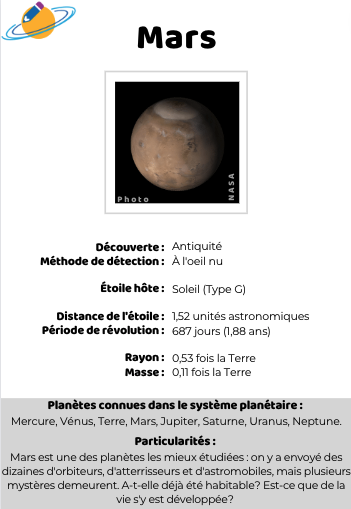 Mars
Photo
NASA
Découverte : Antiquité
Méthode de détection : À l'oeil nu
Étoile hôte : Soleil (Type G)
Distance de l'étoile : 1,52 unités astronomiques
Période de révolution : 687 jours (1,88 ans)
Rayon : 0,53 fois la Terre
Masse : 0,11 fois la Terre
Planètes connues dans le système planétaire :
Mercure, Vénus, Terre, Mars, Jupiter, Saturne, Uranus, Neptune.
Particularités :
Mars est une des planètes les mieux étudiées : on y a envoyé des
dizaines d'orbiteurs, d'atterrisseurs et d'astromobiles, mais plusieurs
mystères demeurent. A-t-elle déjà été habitable? Est-ce que de la
vie s'y est développée?